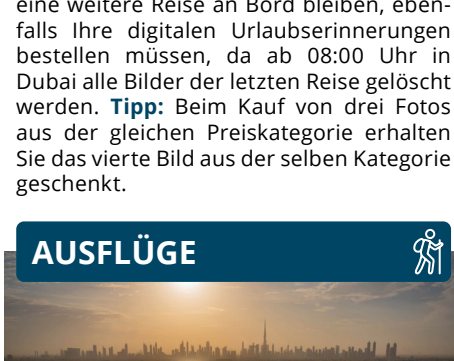 eine weitere Reise an Bord bleiben, eben-
falls Ihre digitalen Urlaubserinnerungen
bestellen müssen, da ab 08:00 Uhr in
Dubai alle Bilder der letzten Reise gelöscht
werden. Tipp: Beim Kauf von drei Fotos
aus der gleichen Preiskategorie erhalten
Sie das vierte Bild aus der selben Kategorie
geschenkt.
AUSFLÜGE